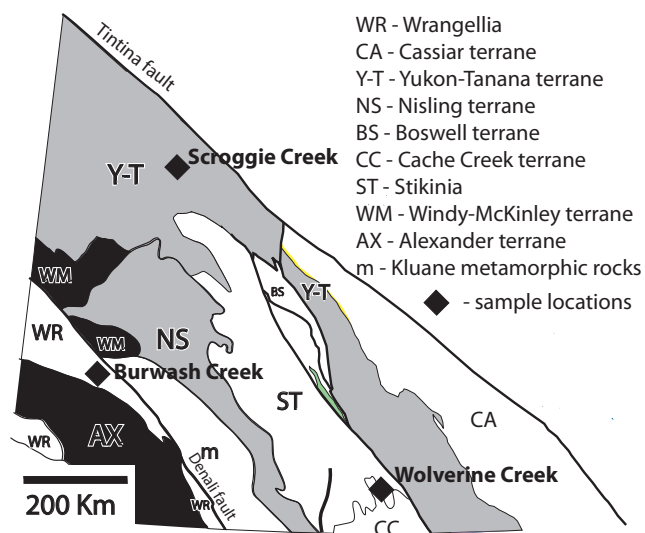 WR - Wrangellia
CA - Cassiar terrane
Y-T - Yukon-Tanana terrane
NS - Nisling terrane
BS - Boswell terrane
CC - Cache Creek terrane
ST - Stikinia
WM - Windy-McKinley terrane
AX - Alexander terrane
m - Kluane metamorphic rocks
- sample locations
Tintina fault
Scroggie Creek
Y-T
WM
BS
Y-T
WR
WM
NS
Burwash Creek
ST
CA
AX
WR
m
Denali fault
Wolverine Creek
200 Km
WR
CC